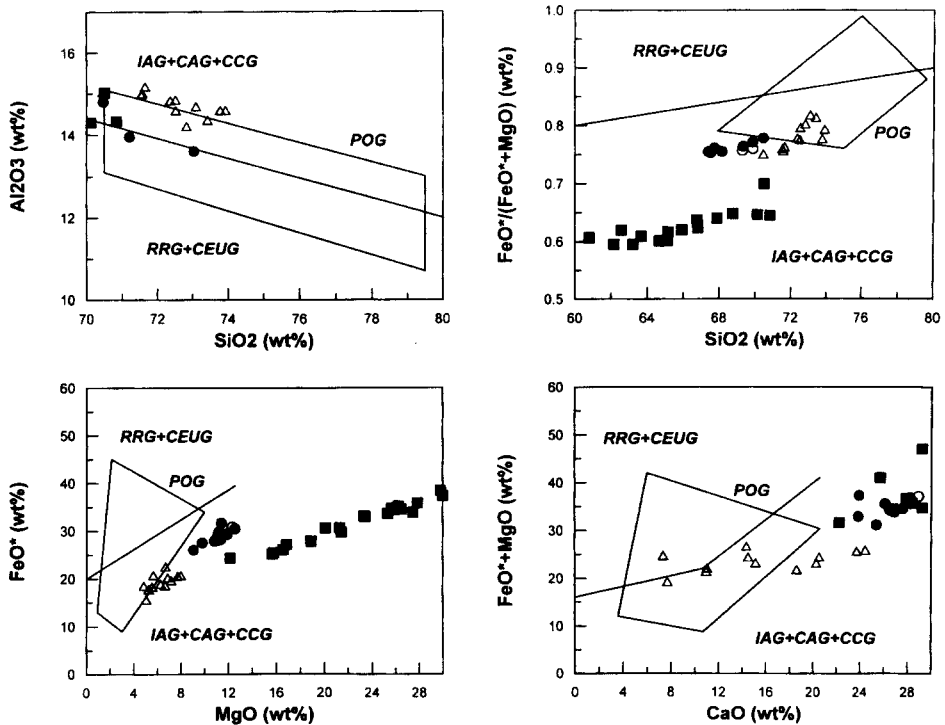 16
14
12
10
70
72
74
76
78
80
Al2O3 (wt%)
SiO2 (wt%)
IAG+CAG+CCG
POG
RRG+CEUG
1.0
0.9
0.8
0.7
0.6
0.5
60
64
68
72
76
80
FeO*/(FeO*+MgO) (wt%)
SiO2 (wt%)
RRG+CEUG
POG
IAG+CAG+CCG
60
50
40
30
20
10
0
0
4
8
12
16
20
24
28
FeO* (wt%)
MgO (wt%)
RRG+CEUG
POG
IAG+CAG+CCG
60
50
40
30
20
10
0
0
4
8
12
16
20
24
28
FeO*+MgO (wt%)
CaO (wt%)
RRG+CEUG
POG
IAG+CAG+CCG